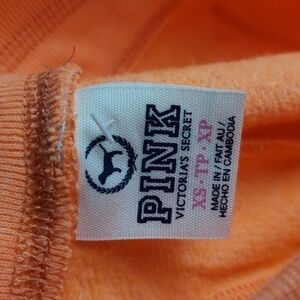 PINK
VICTORIA'S SECRET
XS · TP · XP
MADE IN / FAIT AU /
HECHO EN CAMBODIA